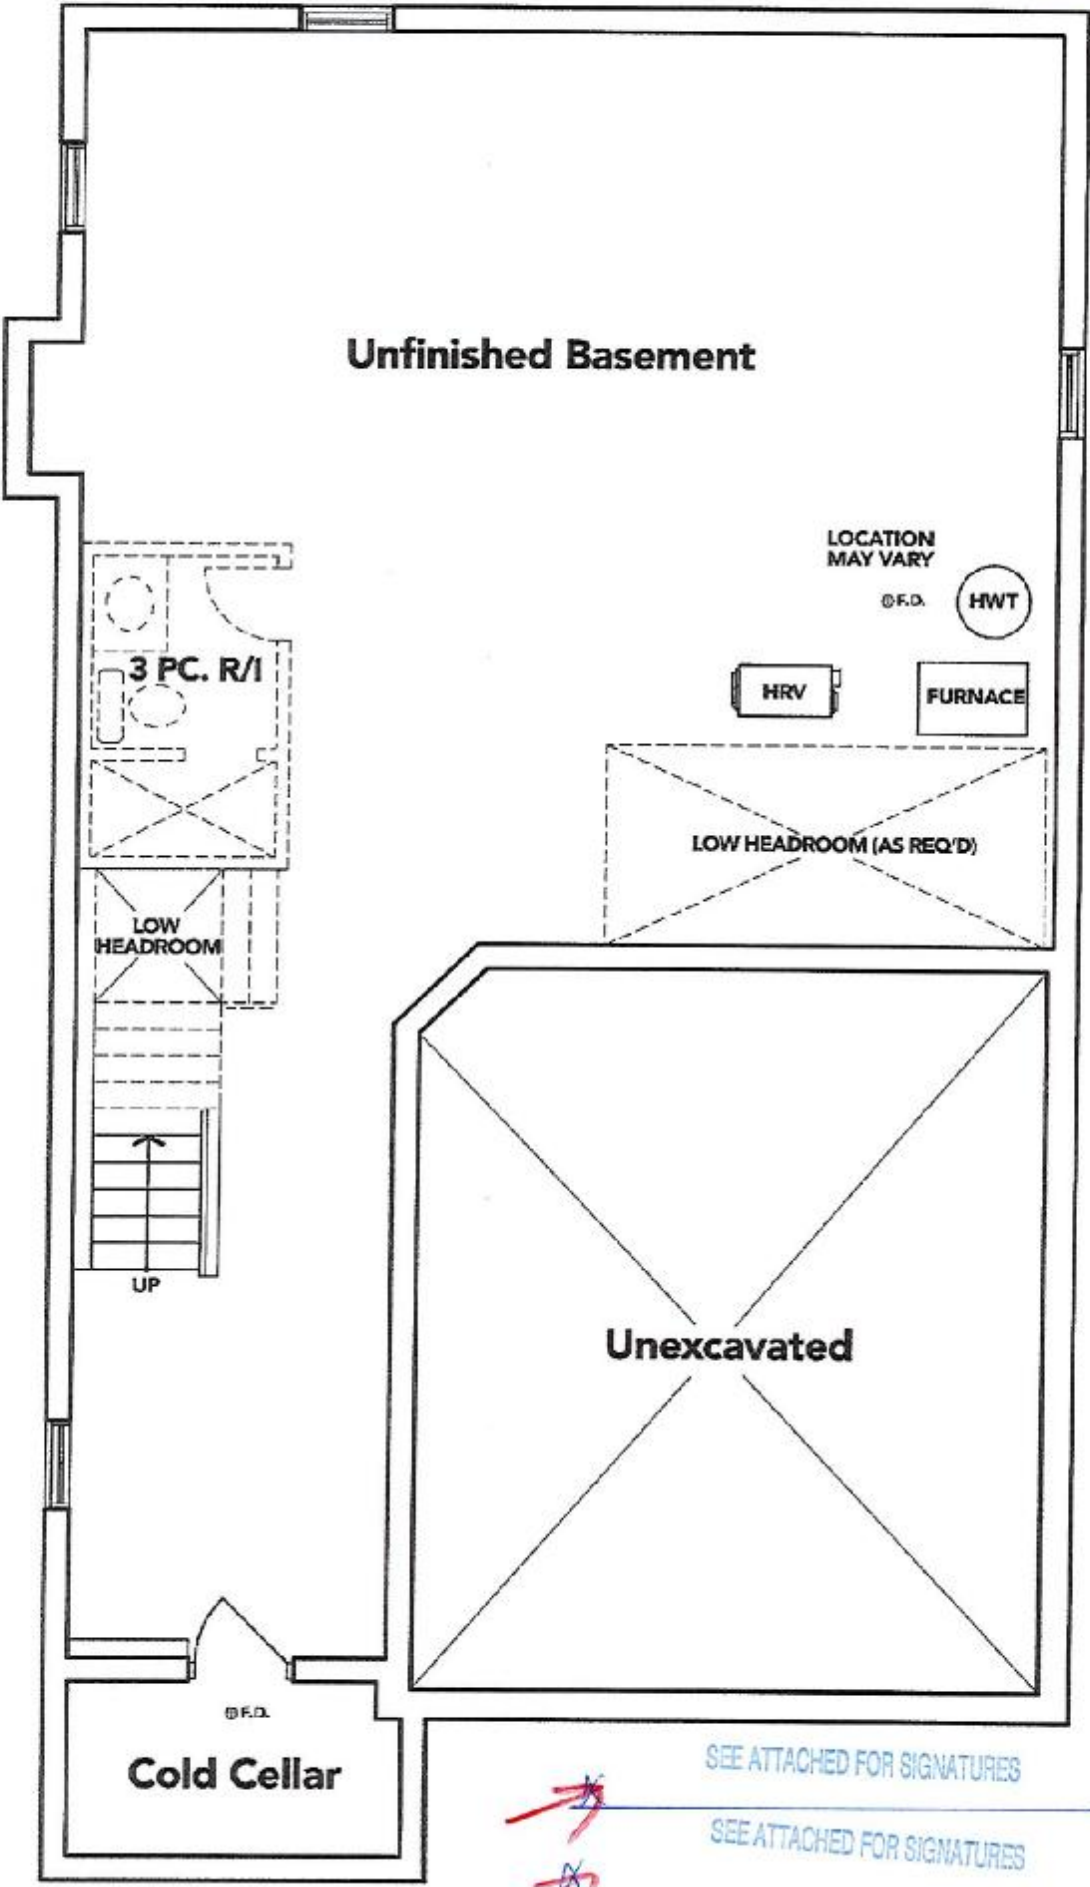 Unfinished Basement
LOCATION
MAY VARY
F.D.
HWT
3 PC. R/I
HRV
FURNACE
LOW HEADROOM (AS REQ'D)
LOW
HEADROOM
UP
Unexcavated
F.D.
Cold Cellar
SEE ATTACHED FOR SIGNATURES
SEE ATTACHED FOR SIGNATURES